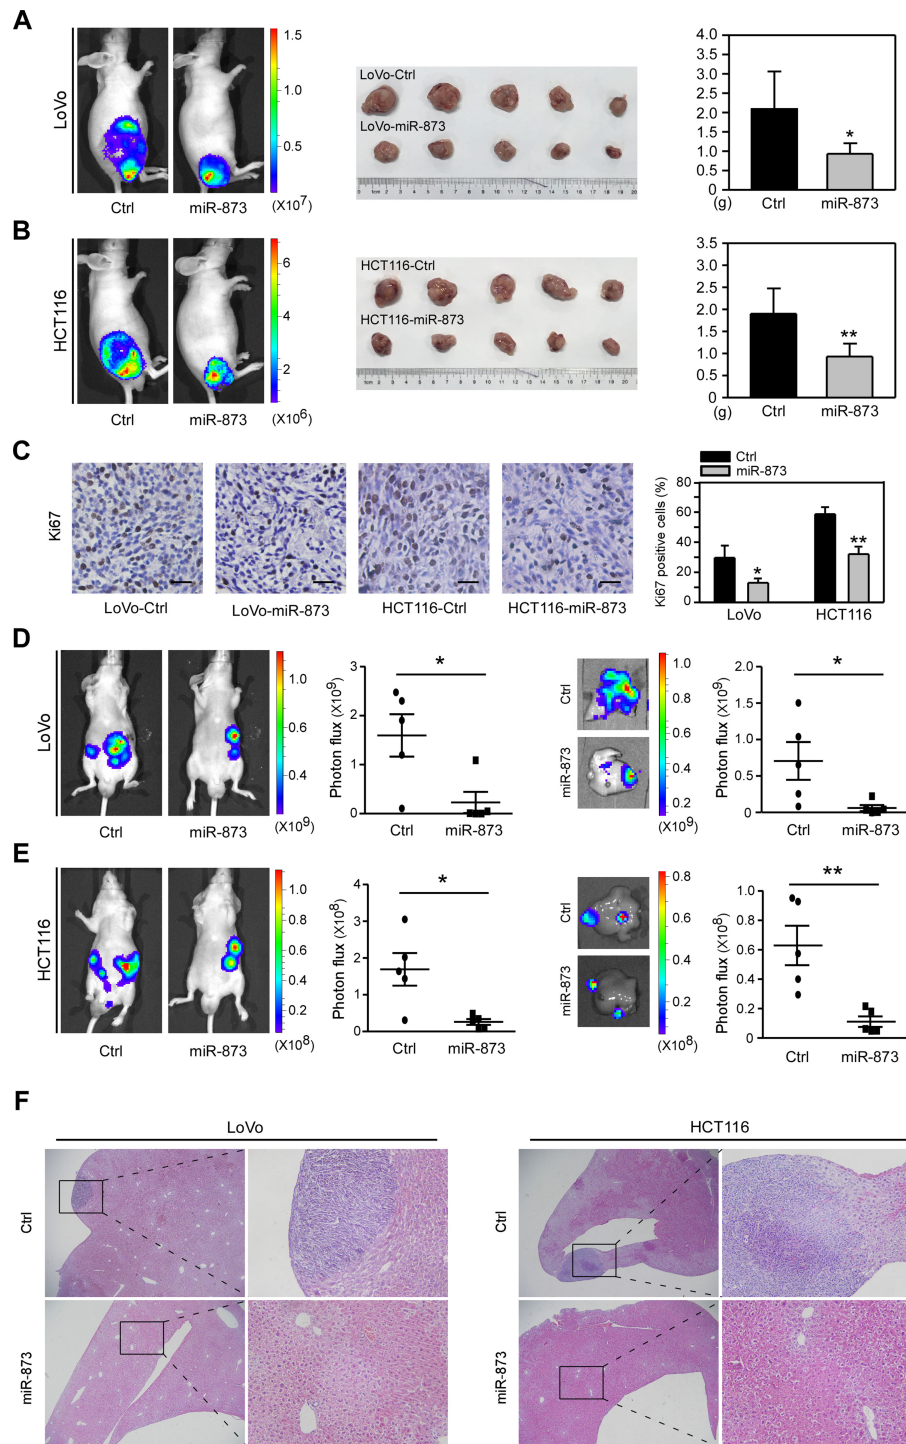 A
LoVo
Ctrl
miR-873
1.5
1.0
0.5
(X10⁷)
LoVo-Ctrl
LoVo-miR-873
4.0
3.5
3.0
2.5
2.0
1.5
1.0
0.5
0
(g)
*
Ctrl
miR-873
B
HCT116
Ctrl
miR-873
6
4
2
(X10⁶)
HCT116-Ctrl
HCT116-miR-873
3.5
3.0
2.5
2.0
1.5
1.0
0.5
0
(g)
**
Ctrl
miR-873
C
Ki67
LoVo-Ctrl
LoVo-miR-873
HCT116-Ctrl
HCT116-miR-873
Ctrl
miR-873
Ki67 positive cells (%)
80
60
40
20
0
*
**
LoVo
HCT116
D
LoVo
Ctrl
miR-873
1.0
0.8
0.6
0.4
(X10⁹)
Photon flux (X10⁹)
3
2
1
0
*
Ctrl
miR-873
Ctrl
miR-873
1.0
0.8
0.6
0.4
0.2
(X10⁹)
Photon flux (X10⁹)
2.0
1.5
1.0
0.5
0
*
Ctrl
miR-873
E
HCT116
Ctrl
miR-873
1.0
0.8
0.6
0.4
0.2
(X10⁸)
Photon flux (X10⁸)
4
3
2
1
0
*
Ctrl
miR-873
Ctrl
miR-873
0.8
0.6
0.4
0.2
(X10⁸)
Photon flux (X10⁸)
1.0
0.8
0.6
0.4
0.2
0
**
Ctrl
miR-873
F
LoVo
HCT116
Ctrl
miR-873
Ctrl
miR-873